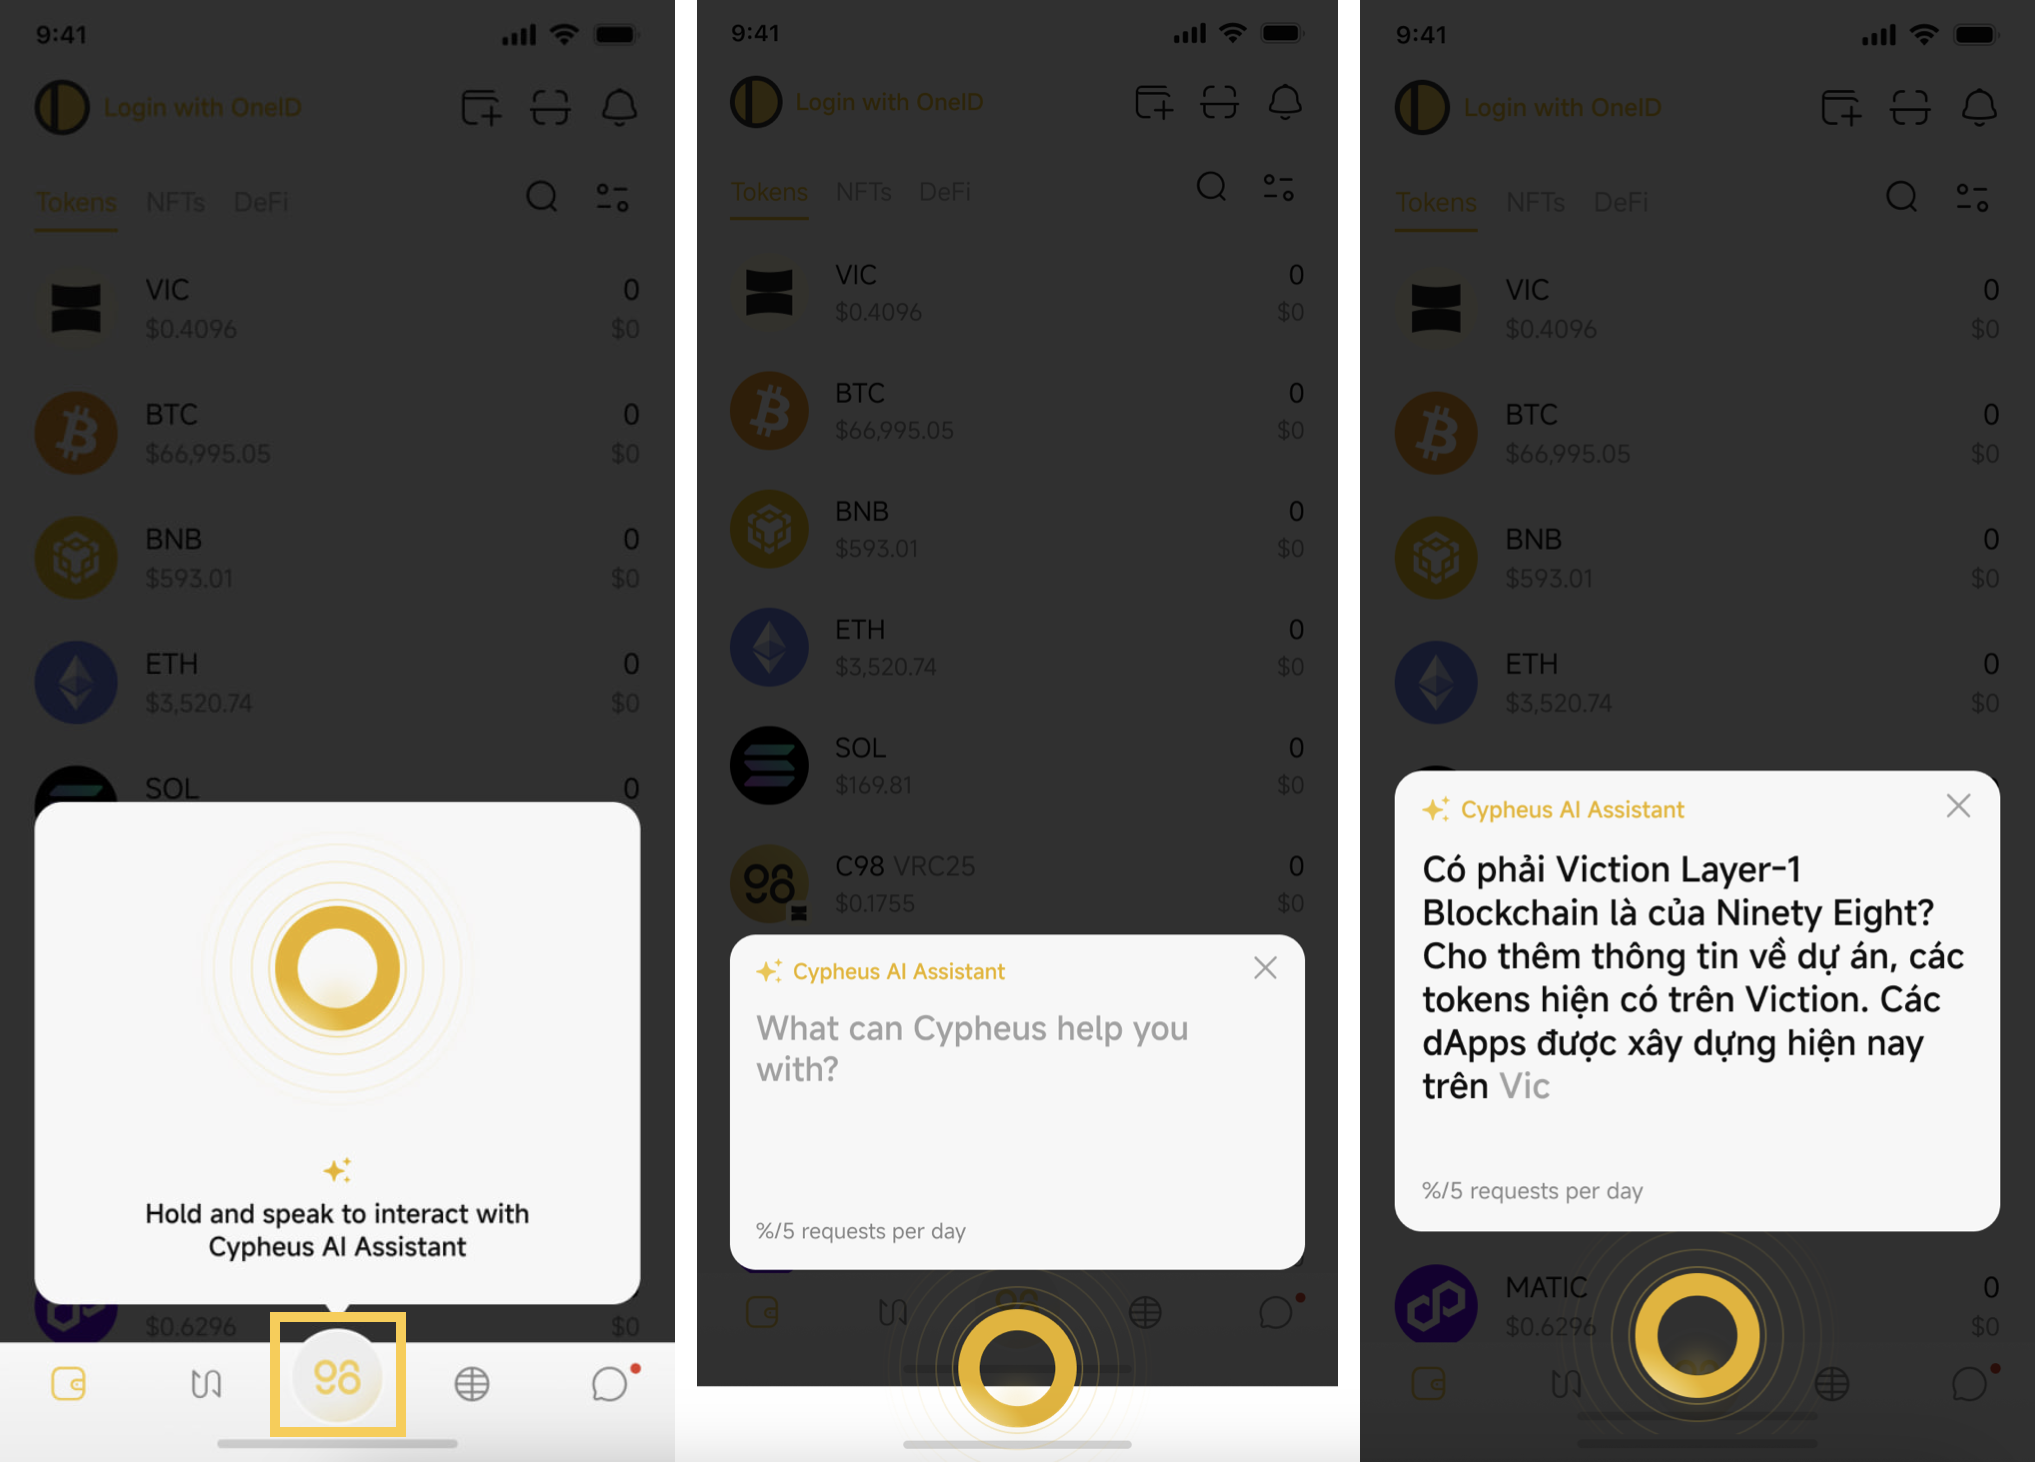 9:41
Login with OneID
Tokens NFTs DeFi
VIC 0
$0.4096 $0
BTC 0
$66,995.05 $0
BNB 0
$593.01 $0
ETH 0
$3,520.74 $0
SOL 0
Hold and speak to interact with
Cypheus AI Assistant
$0.6296 $0
9:41
Login with OneID
Tokens NFTs DeFi
VIC 0
$0.4096 $0
BTC 0
$66,995.05 $0
BNB 0
$593.01 $0
ETH 0
$3,520.74 $0
SOL 0
$169.81 $0
C98 VRC25 0
$0.1755 $0
Cypheus AI Assistant
What can Cypheus help you
with?
%/5 requests per day
9:41
Login with OneID
Tokens NFTs DeFi
VIC 0
$0.4096 $0
BTC 0
$66,995.05 $0
BNB 0
$593.01 $0
ETH 0
$3,520.74 $0
Cypheus AI Assistant
Có phải Viction Layer-1
Blockchain là của Ninety Eight?
Cho thêm thông tin về dự án, các
tokens hiện có trên Viction. Các
dApps được xây dựng hiện nay
trên Vic
%/5 requests per day
MATIC 0
$0.6296 $0